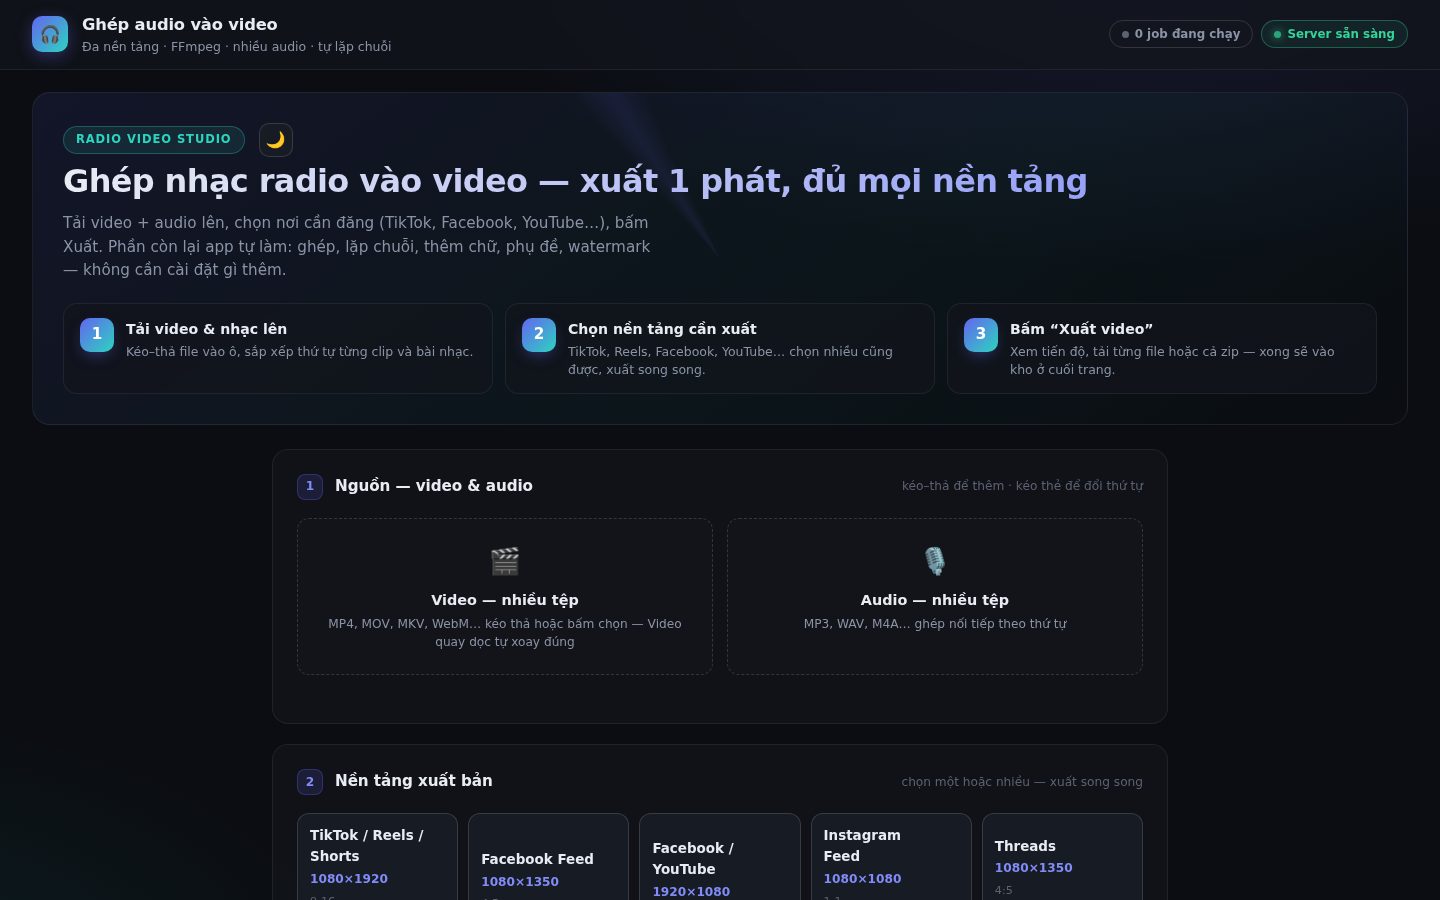 Ghép audio vào video
Đa nền tảng · FFmpeg · nhiều audio · tự lặp chuỗi
0 job đang chạy
Server sẵn sàng
RADIO VIDEO STUDIO
Ghép nhạc radio vào video — xuất 1 phát, đủ mọi nền tảng
Tải video + audio lên, chọn nơi cần đăng (TikTok, Facebook, YouTube…), bấm
Xuất. Phần còn lại app tự làm: ghép, lặp chuỗi, thêm chữ, phụ đề, watermark
— không cần cài đặt gì thêm.
1
Tải video & nhạc lên
Kéo–thả file vào ô, sắp xếp thứ tự từng clip và bài nhạc.
2
Chọn nền tảng cần xuất
TikTok, Reels, Facebook, YouTube… chọn nhiều cũng
được, xuất song song.
3
Bấm “Xuất video”
Xem tiến độ, tải từng file hoặc cả zip — xong sẽ vào
kho ở cuối trang.
1
Nguồn — video & audio
kéo–thả để thêm · kéo thẻ để đổi thứ tự
Video — nhiều tệp
MP4, MOV, MKV, WebM… kéo thả hoặc bấm chọn — Video
quay dọc tự xoay đúng
Audio — nhiều tệp
MP3, WAV, M4A… ghép nối tiếp theo thứ tự
2
Nền tảng xuất bản
chọn một hoặc nhiều — xuất song song
TikTok / Reels /
Shorts
1080×1920
Facebook Feed
1080×1350
Facebook /
YouTube
1920×1080
Instagram
Feed
1080×1080
Threads
1080×1350
4:5